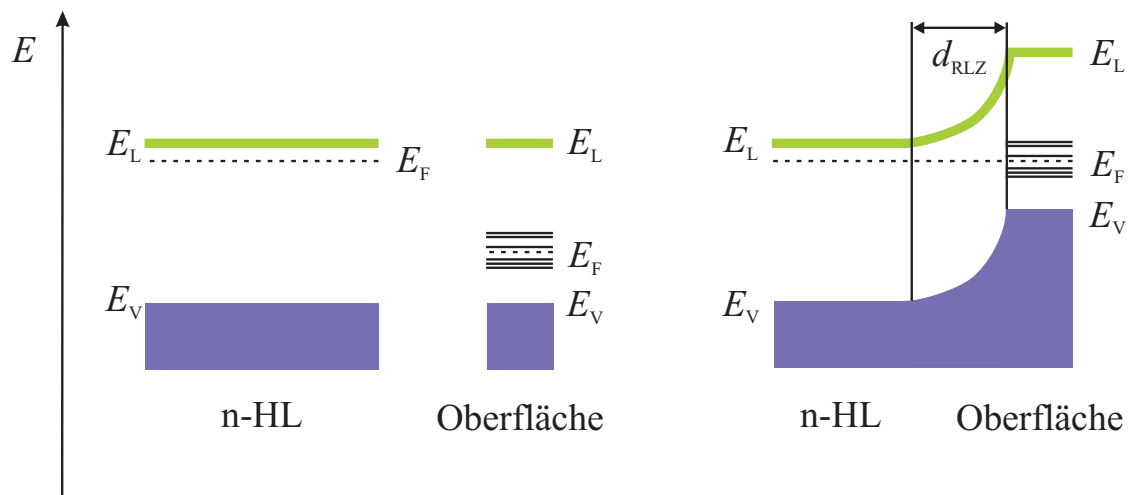 E
E_L
E_F
E_V
n-HL
E_L
E_F
E_V
Oberfläche
d_RLZ
E_L
E_V
n-HL
E_L
E_F
E_V
Oberfläche